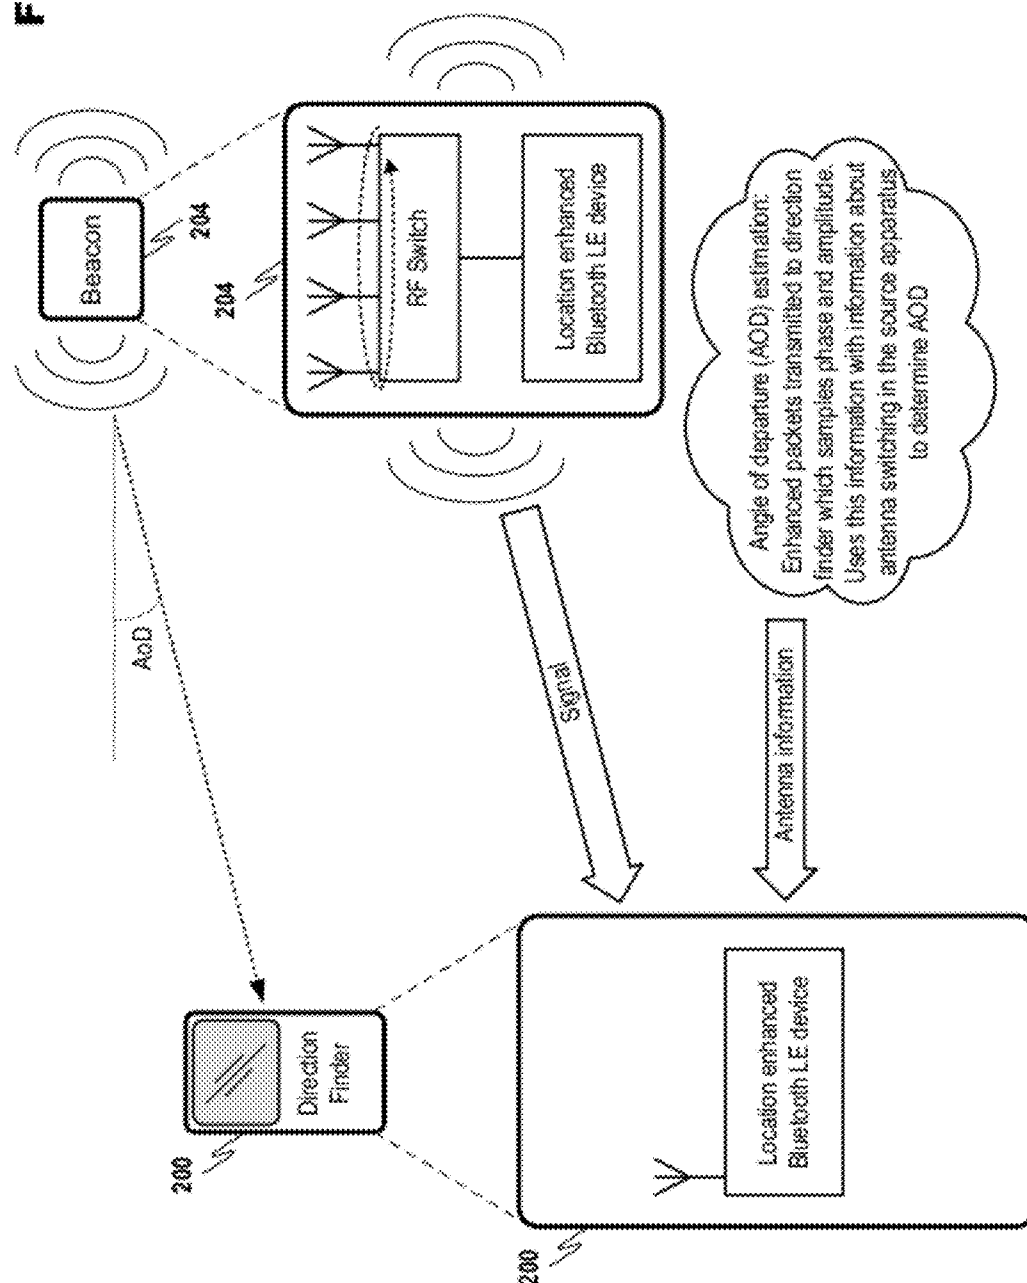 F
200
Direction
Finder
AoD
Beacon
204
204
RF Switch
Location enhanced
Bluetooth LE device
Signal
200
Location enhanced
Bluetooth LE device
Antenna information
Angle of departure (AOD) estimation:
Enhanced packets transmitted to direction
finder which samples phase and amplitude.
Uses this information with information about
antenna switching in the source apparatus
to determine AOD